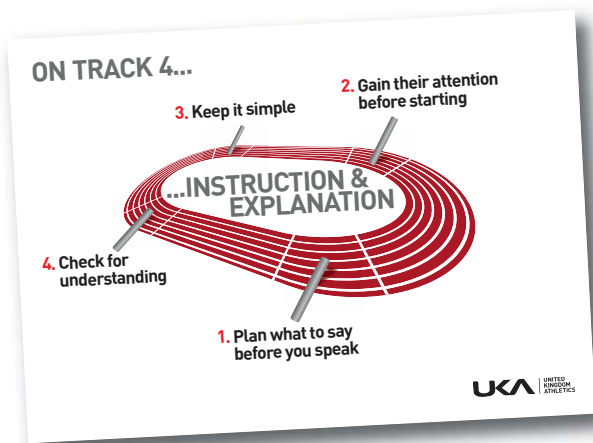 ON TRACK 4...
1. Plan what to say
before you speak
2. Gain their attention
before starting
3. Keep it simple
4. Check for
understanding
...INSTRUCTION &
EXPLANATION
UKA
UNITED
KINGDOM
ATHLETICS